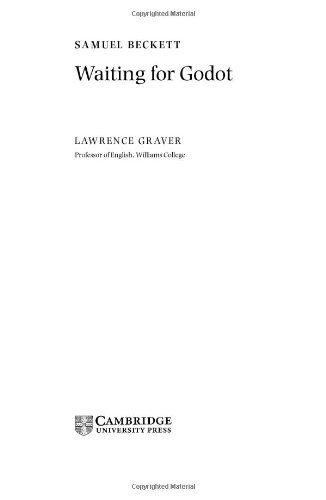 Copyrighted Material
SAMUEL BECKETT
Waiting for Godot
LAWRENCE GRAVER
Professor of English, Williams College
CAMBRIDGE
UNIVERSITY PRESS
Copyrighted Material